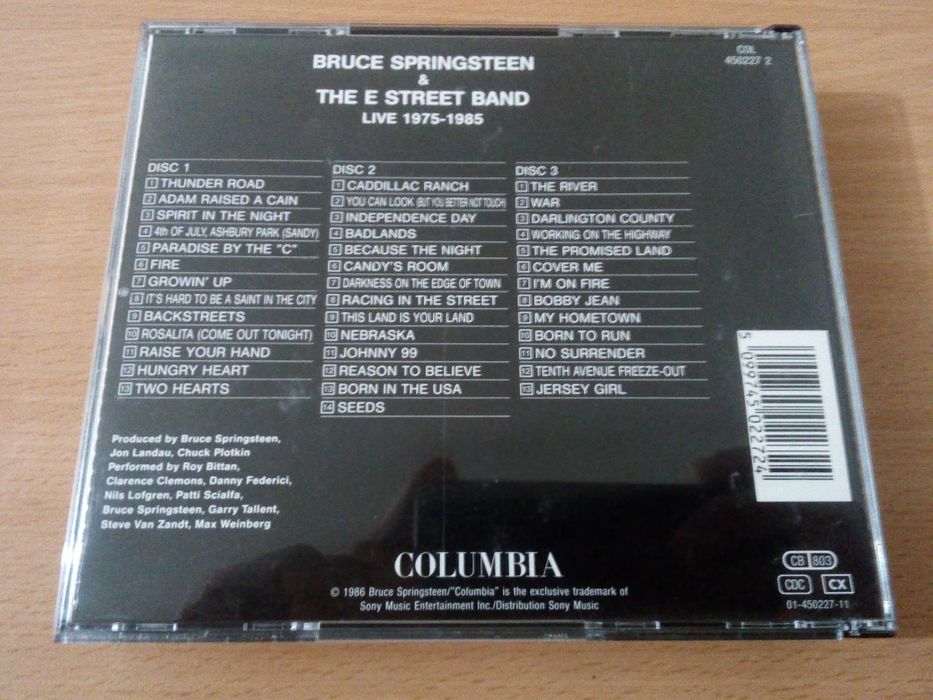 BRUCE SPRINGSTEEN
&
THE E STREET BAND
LIVE 1975-1985
COL
450227 2
DISC 1
1 THUNDER ROAD
2 ADAM RAISED A CAIN
3 SPIRIT IN THE NIGHT
4 4th OF JULY, ASHBURY PARK (SANDY)
5 PARADISE BY THE "C"
6 FIRE
7 GROWIN' UP
8 IT'S HARD TO BE A SAINT IN THE CITY
9 BACKSTREETS
10 ROSALITA (COME OUT TONIGHT)
11 RAISE YOUR HAND
12 HUNGRY HEART
13 TWO HEARTS
DISC 2
1 CADDILLAC RANCH
2 YOU CAN LOOK (BUT YOU BETTER NOT TOUCH)
3 INDEPENDENCE DAY
4 BADLANDS
5 BECAUSE THE NIGHT
6 CANDY'S ROOM
7 DARKNESS ON THE EDGE OF TOWN
8 RACING IN THE STREET
9 THIS LAND IS YOUR LAND
10 NEBRASKA
11 JOHNNY 99
12 REASON TO BELIEVE
13 BORN IN THE USA
14 SEEDS
DISC 3
1 THE RIVER
2 WAR
3 DARLINGTON COUNTY
4 WORKING ON THE HIGHWAY
5 THE PROMISED LAND
6 COVER ME
7 I'M ON FIRE
8 BOBBY JEAN
9 MY HOMETOWN
10 BORN TO RUN
11 NO SURRENDER
12 TENTH AVENUE FREEZE-OUT
13 JERSEY GIRL
5 099745 022724
Produced by Bruce Springsteen,
Jon Landau, Chuck Plotkin
Performed by Roy Bittan,
Clarence Clemons, Danny Federici,
Nils Lofgren, Patti Scialfa,
Bruce Springsteen, Garry Tallent,
Steve Van Zandt, Max Weinberg
COLUMBIA
© 1986 Bruce Springsteen/"Columbia" is the exclusive trademark of
Sony Music Entertainment Inc./Distribution Sony Music
CB 803
CDC CX
01-450227-11